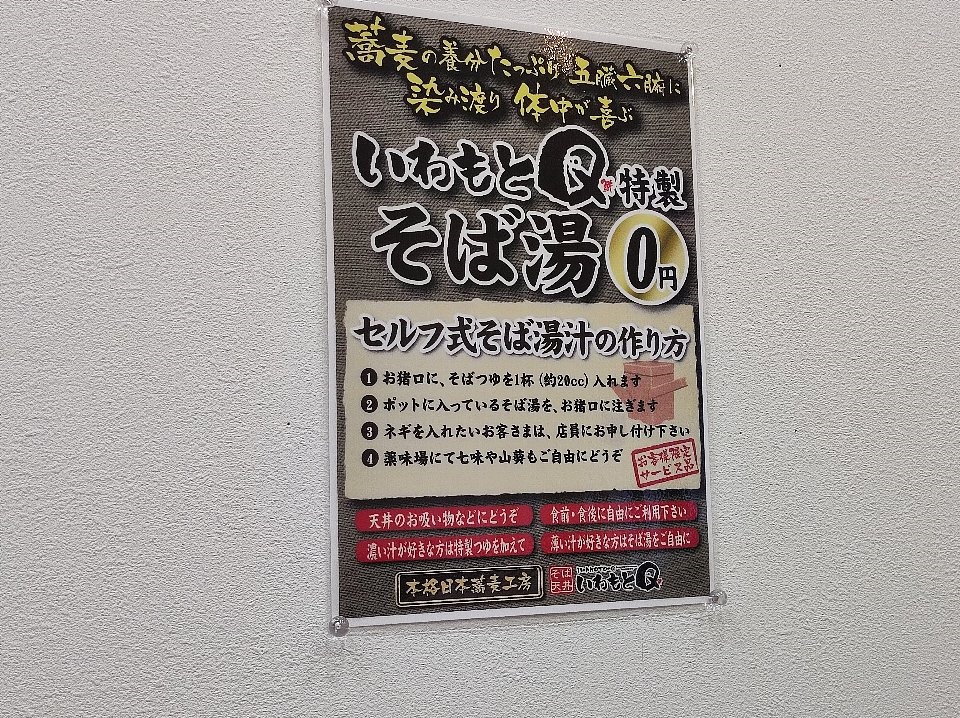 蕎麦の養分たっぷり 五臓六腑に
染み渡り 体中が喜ぶ
いわもとQ 特製
そば湯 0円
セルフ式そば湯汁の作り方
1 お猪口に、そばつゆを1杯(約20cc)入れます
2 ポットに入っているそば湯を、お猪口に注ぎます
3 ネギを入れたいお客さまは、店員にお申し付け下さい
4 薬味場にて七味や山葵もご自由にどうぞ
お客様限定
サービス品
天丼のお吸い物などにどうぞ
食前・食後に自由にご利用下さい
濃い汁が好きな方は特製つゆを加えて
薄い汁が好きな方はそば湯をご自由に
本格日本蕎麦工房
そば
天丼
いわもとQ